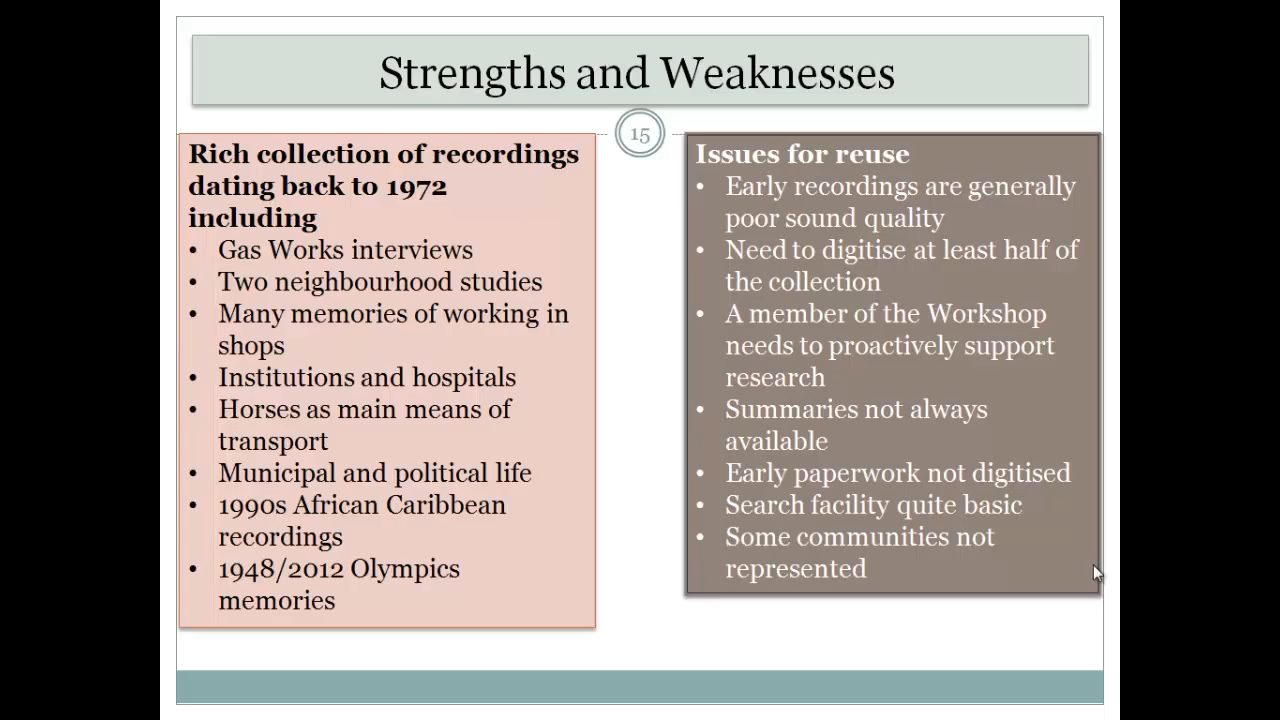 Strengths and Weaknesses
15
Rich collection of recordings
dating back to 1972
including
• Gas Works interviews
• Two neighbourhood studies
• Many memories of working in
shops
• Institutions and hospitals
• Horses as main means of
transport
• Municipal and political life
• 1990s African Caribbean
recordings
• 1948/2012 Olympics
memories
Issues for reuse
• Early recordings are generally
poor sound quality
• Need to digitise at least half of
the collection
• A member of the Workshop
needs to proactively support
research
• Summaries not always
available
• Early paperwork not digitised
• Search facility quite basic
• Some communities not
represented